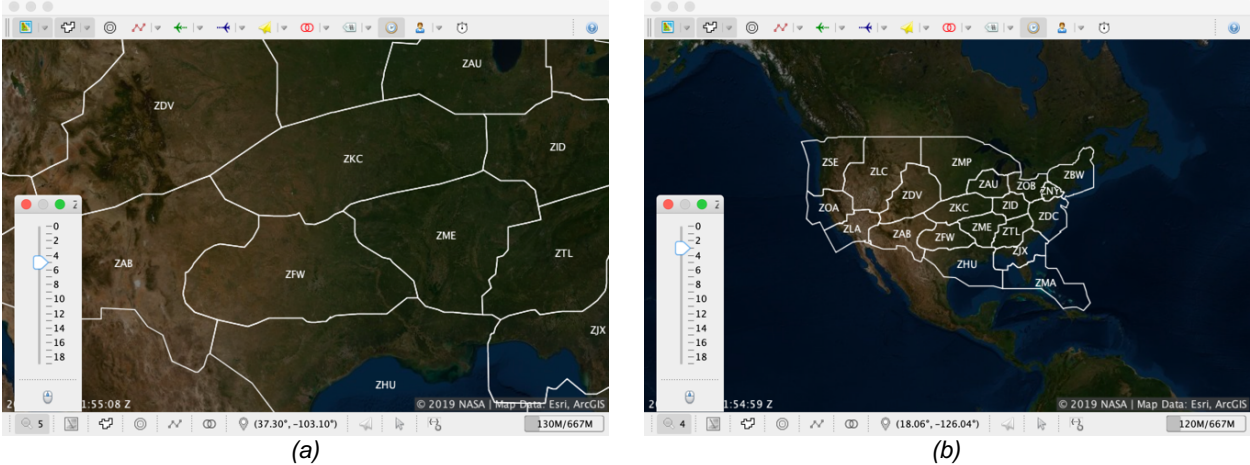 ZAU
ZDV
ZKC
ZID
ZME
ZAB
ZFW
ZTL
ZJX
ZHU
0
2
4
6
8
10
12
14
16
18
1:55:08 Z
© 2019 NASA | Map Data: Esri, ArcGIS
5
(37.30°, -103.10°)
130M/667M
(a)
ZSE
ZLC
ZMP
ZBW
ZAU
ZOB
ZNY
ZDV
ZOA
ZKC
ZID
ZDC
ZLA
ZAB
ZFW
ZME
ZTL
ZJX
ZHU
ZMA
0
2
4
6
8
10
12
14
16
18
1:54:59 Z
© 2019 NASA | Map Data: Esri, ArcGIS
4
(18.06°, -126.04°)
120M/667M
(b)